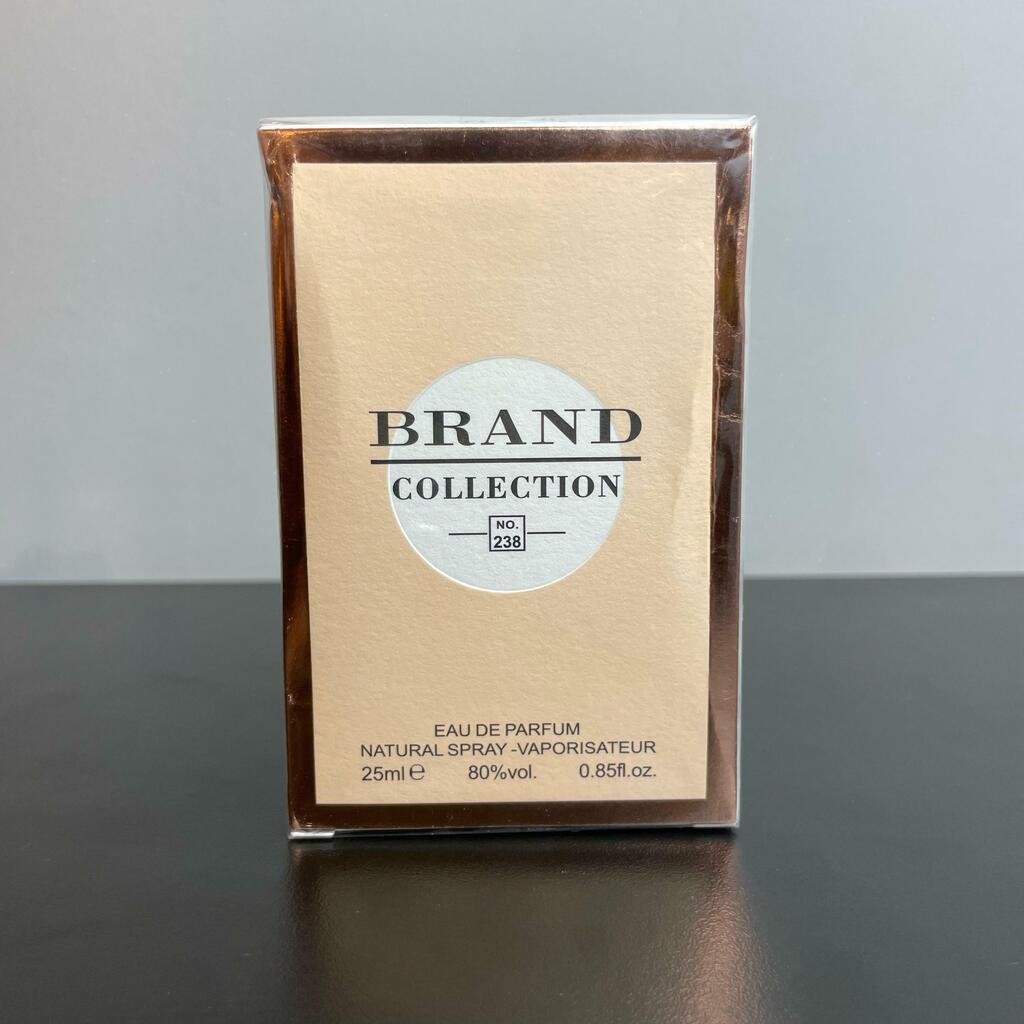 BRAND
COLLECTION
NO.
238
EAU DE PARFUM
NATURAL SPRAY -VAPORISATEUR
25ml ℮ 80%vol. 0.85fl.oz.